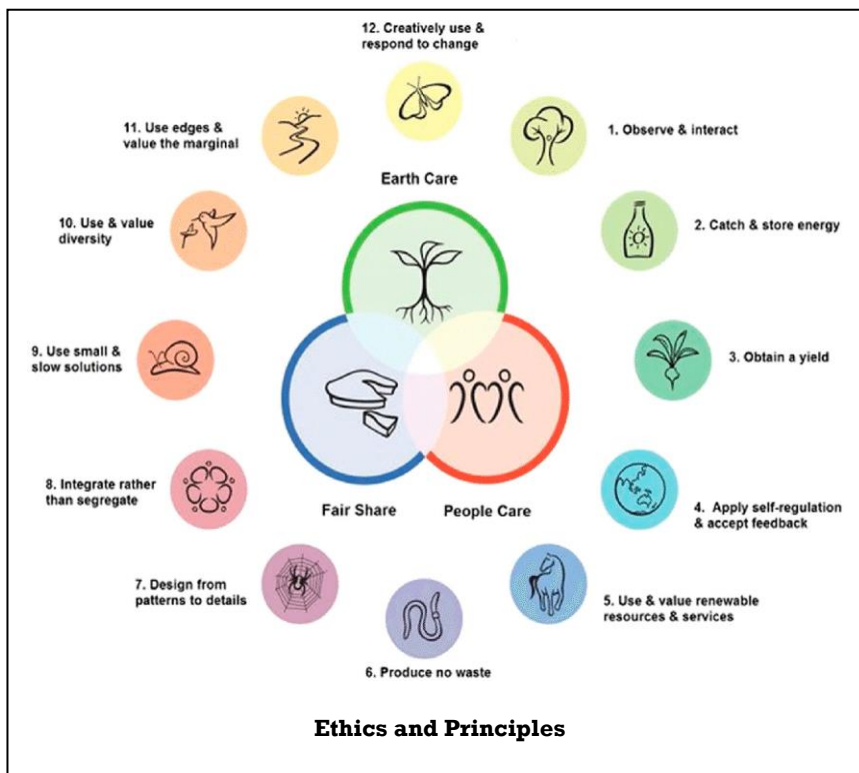 12. Creatively use &
respond to change
11. Use edges &
value the marginal
1. Observe & interact
Earth Care
10. Use & value
diversity
2. Catch & store energy
9. Use small &
slow solutions
3. Obtain a yield
8. Integrate rather
than segregate
Fair Share
People Care
4. Apply self-regulation
& accept feedback
7. Design from
patterns to details
5. Use & value renewable
resources & services
6. Produce no waste
Ethics and Principles